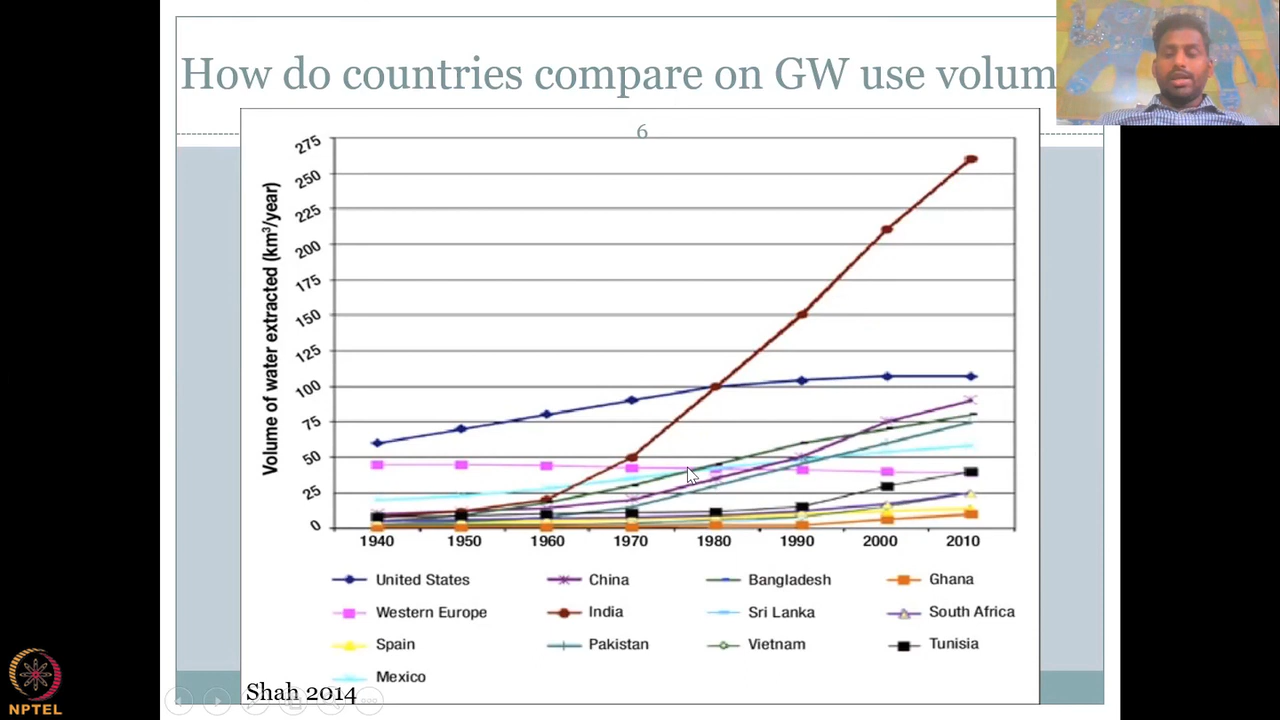 How do countries compare on GW use volum
6
Volume of water extracted (km³/year)
275
250
225
200
175
150
125
100
75
50
25
0
1940 1950 1960 1970 1980 1990 2000 2010
United States China Bangladesh Ghana
Western Europe India Sri Lanka South Africa
Spain Pakistan Vietnam Tunisia
Mexico
Shah 2014
NPTEL